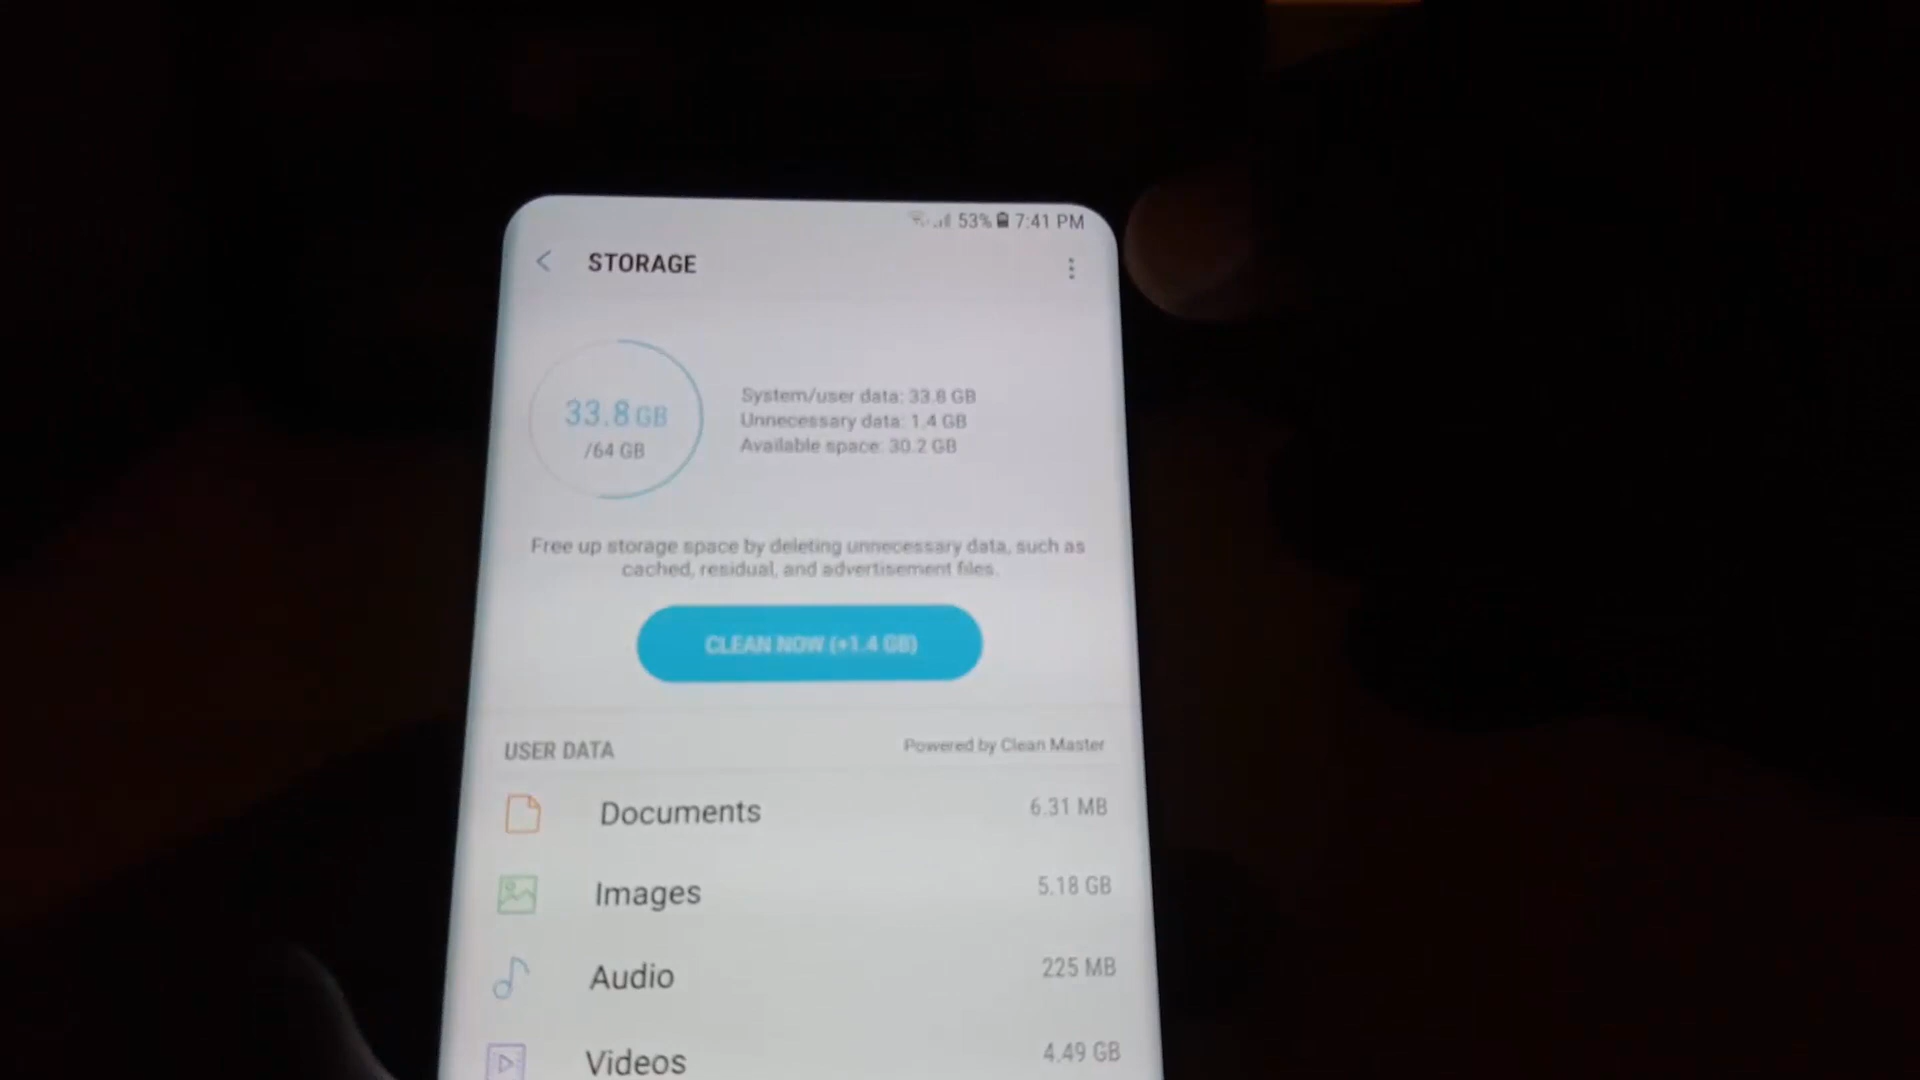 53% 7:41 PM
STORAGE
33.8 GB
/64 GB
System/user data: 33.8 GB
Unnecessary data: 1.4 GB
Available space: 30.2 GB
Free up storage space by deleting unnecessary data, such as
cached, residual, and advertisement files.
CLEAN NOW (+1.4 GB)
USER DATA Powered by Clean Master
Documents 6.31 MB
Images 5.18 GB
Audio 225 MB
Videos 4.49 GB